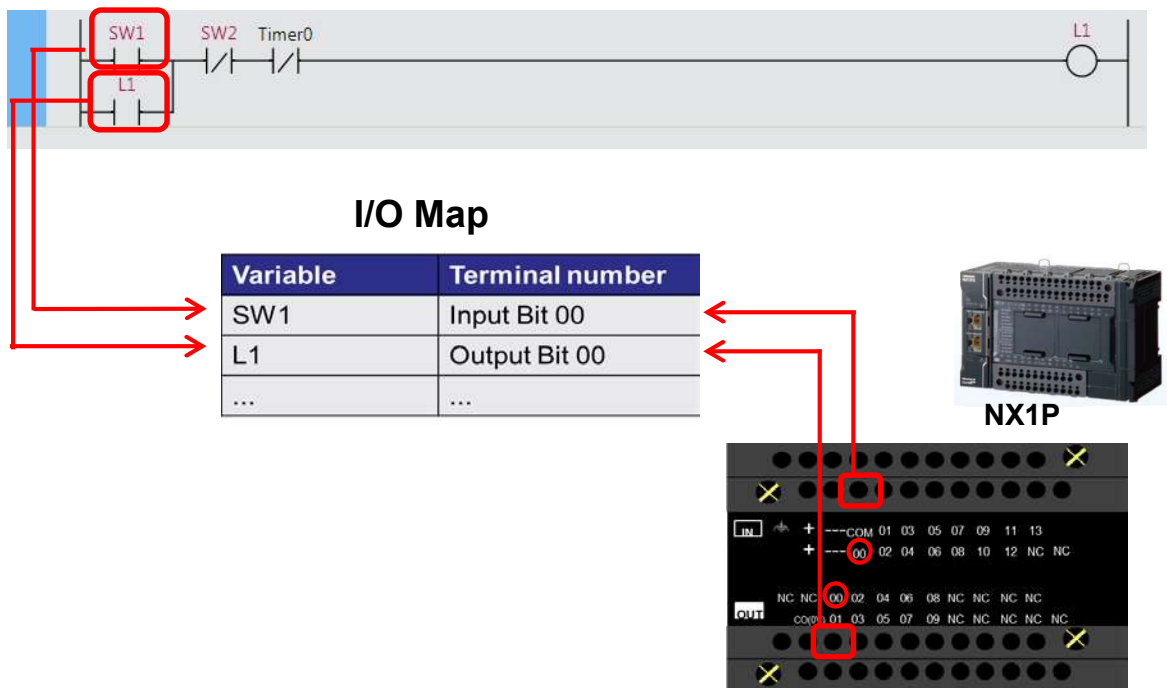 SW1 SW2 Timer0 L1
L1
I/O Map
Variable Terminal number
SW1 Input Bit 00
L1 Output Bit 00
... ...
NX1P
IN + ---COM 01 03 05 07 09 11 13
+ --- 00 02 04 06 08 10 12 NC NC
NC NC 00 02 04 06 08 NC NC NC NC
OUT CO(0V) 01 03 05 07 09 NC NC NC NC NC